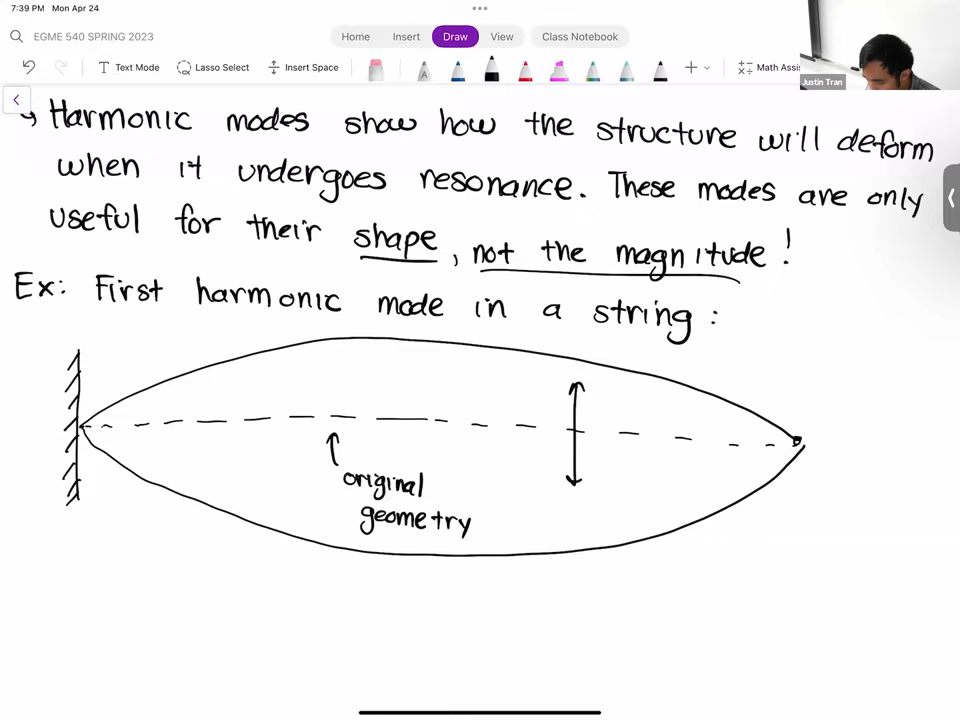 7:39 PM Mon Apr 24
EGME 540 SPRING 2023
Home Insert Draw View Class Notebook
Text Mode Lasso Select Insert Space Math Assis
Justin Tran
Harmonic modes show how the structure will deform
when it undergoes resonance. These modes are only
useful for their shape, not the magnitude!
Ex: First harmonic mode in a string:
original
geometry